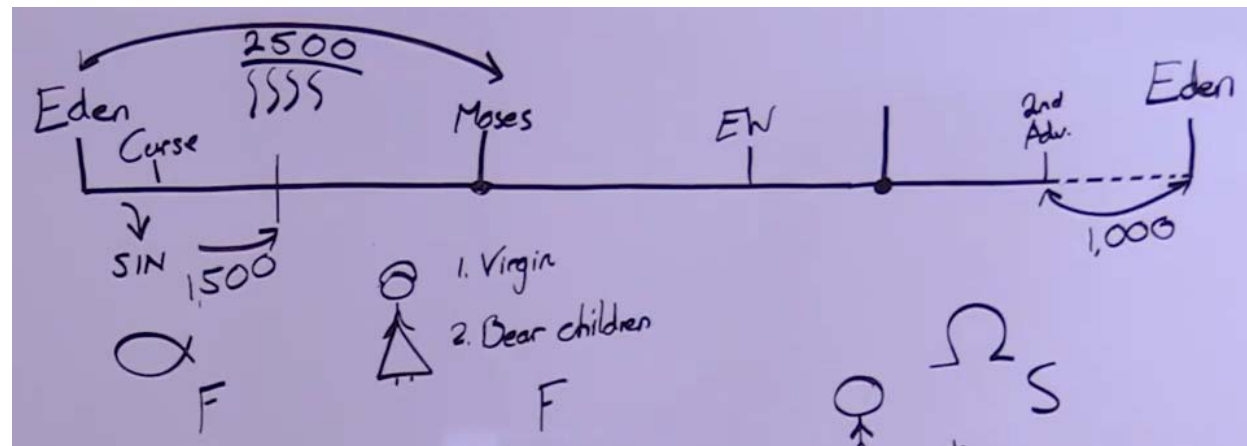 2500
Eden
Curse
Moses
EW
2nd
Adv.
Eden
SIN
1,500
1,000
1. Virgin
2. Bear children
F
F
Ω
S